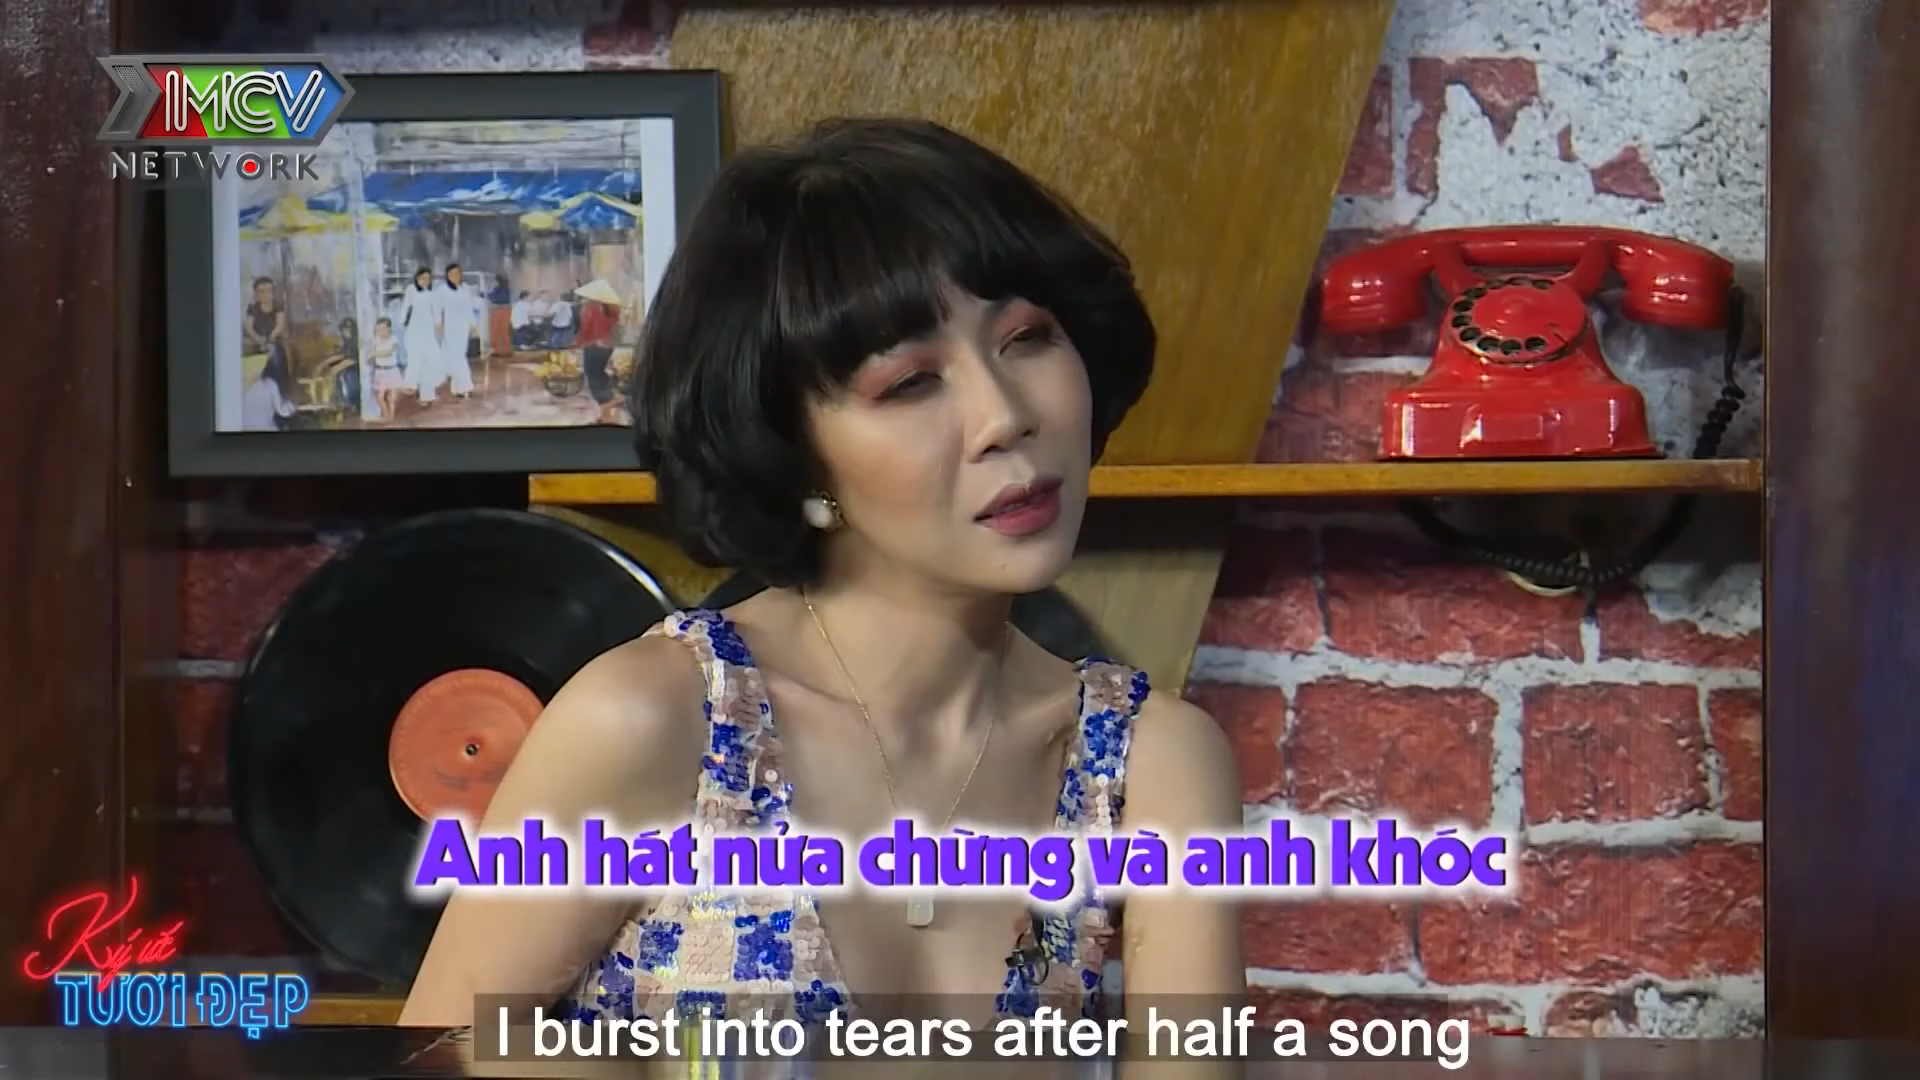 MCV
NETWORK
Anh hát nửa chừng và anh khóc
Ký ức
TƯƠI ĐẸP
I burst into tears after half a song